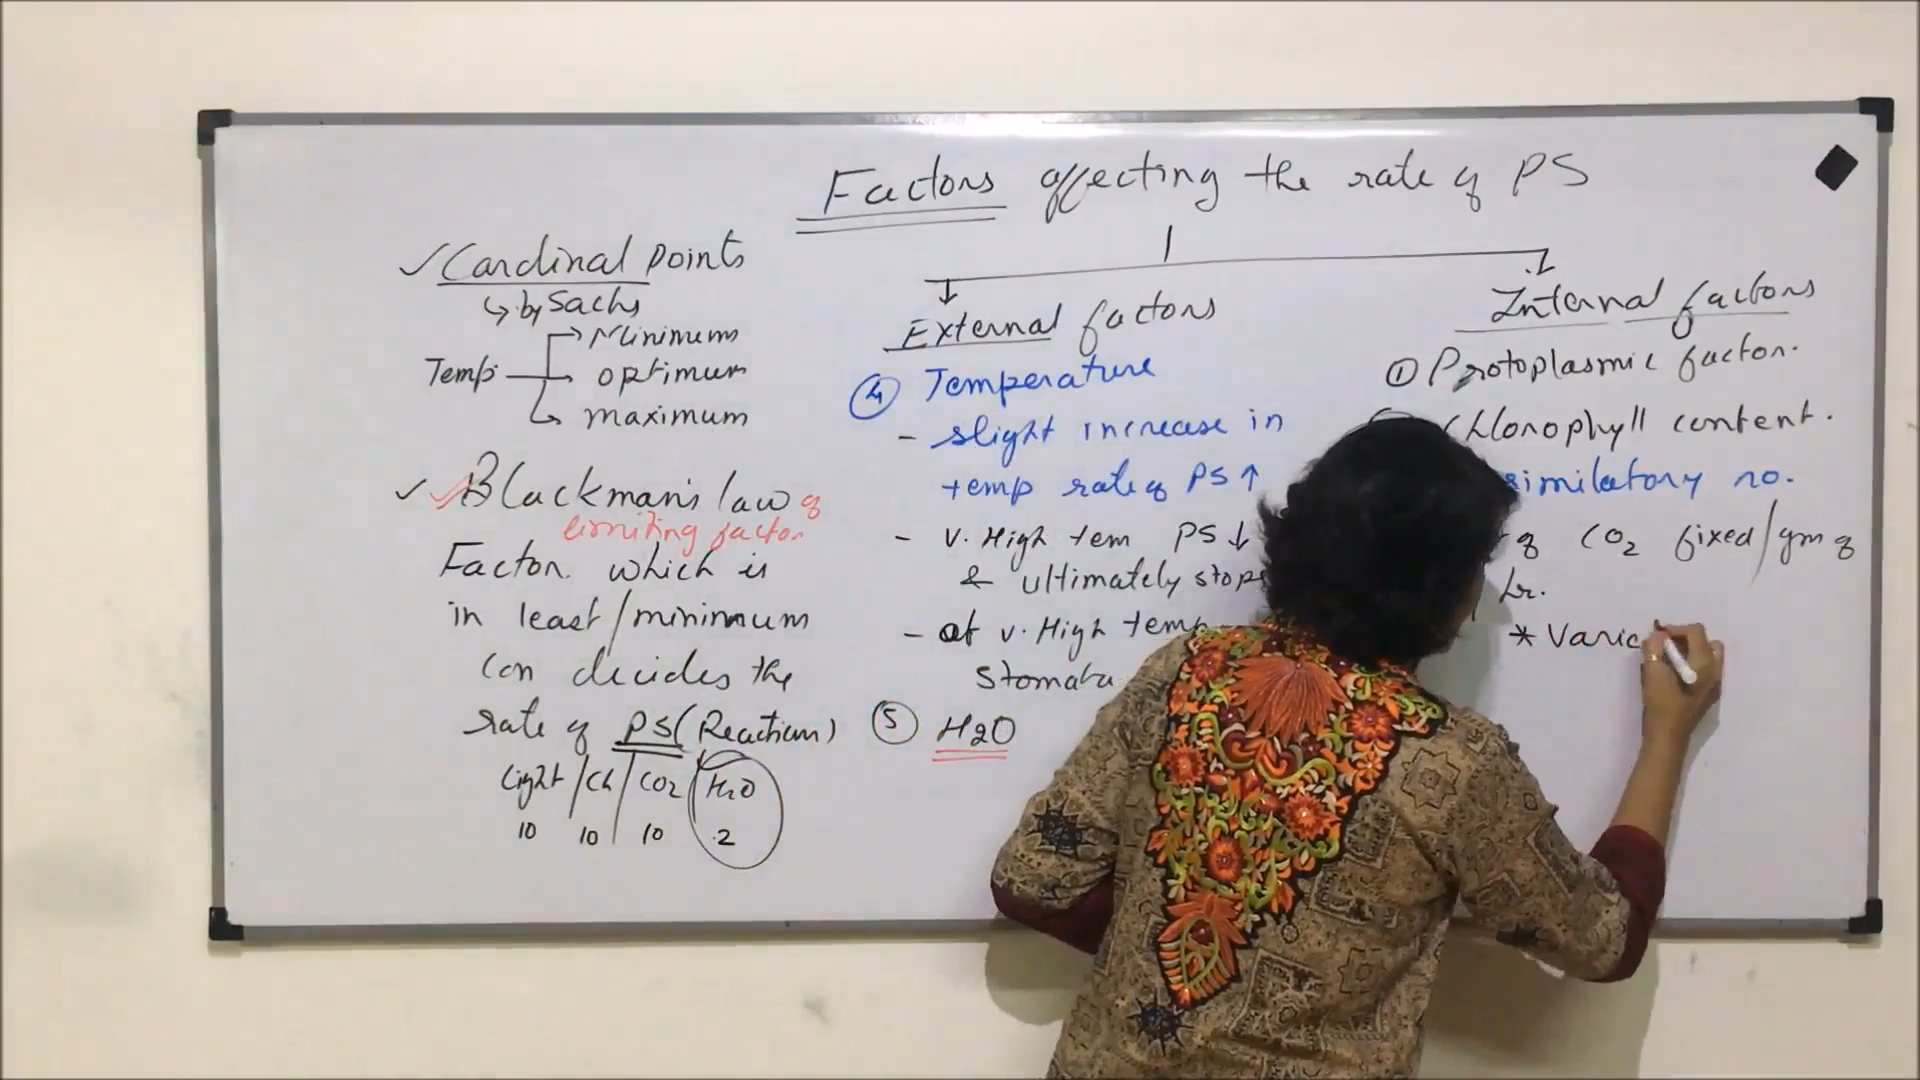 Factors affecting the rate of PS
✓ Cardinal points
↳ by Sachs
Temp → Minimum
→ optimum
→ maximum
✓ ✓ Blackman's law of
limiting factor
Factor which is
in least/minimum
con decides the
rate of PS (Reaction)
Light / Ch / CO2 / H2O
10 10 10 .2
External factors
④ Temperature
- slight increase in
temp rate of PS ↑
- v. High tem PS ↓
& ultimately stops
- at v. High temp
stomata
⑤ H2O
Internal factors
① Protoplasmic factor.
Chlorophyll content.
similatory no.
of CO2 fixed/gm of
hr.
* Varia